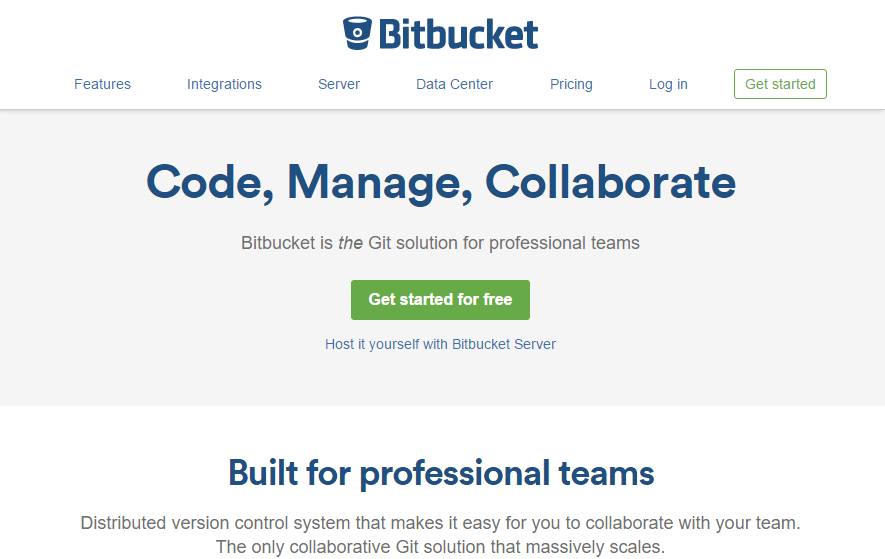 Bitbucket
Features Integrations Server Data Center Pricing Log in Get started
Code, Manage, Collaborate
Bitbucket is the Git solution for professional teams
Get started for free
Host it yourself with Bitbucket Server
Built for professional teams
Distributed version control system that makes it easy for you to collaborate with your team.
The only collaborative Git solution that massively scales.